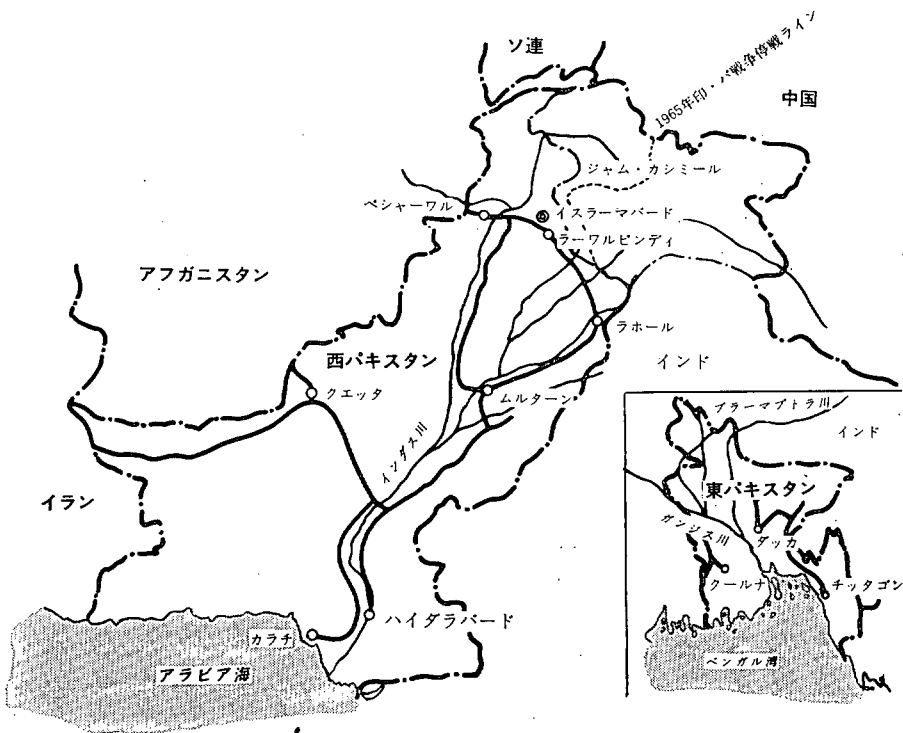 ソ連
1965年印・パ戦争停戦ライン
中国
ジャム・カシミール
ペシャーワル
イスラーマバード
ラーワルピンディ
アフガニスタン
ラホール
西パキスタン
インド
クエッタ
ムルターン
インダス川
ブラーマプトラ川
インド
イラン
東パキスタン
ガンジス川
ダッカ
クールナ
チッタゴン
ハイダラバード
カラチ
アラビア海
ベンガル湾